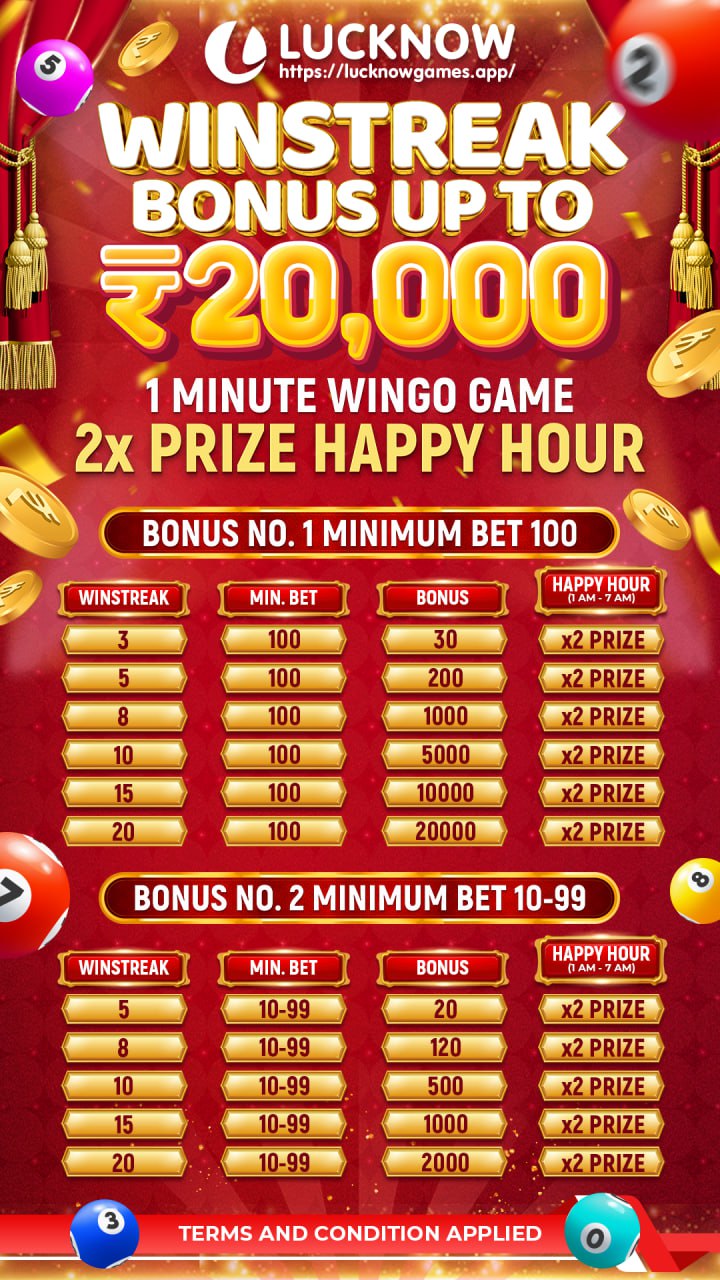 LUCKNOW
https://lucknowgames.app/
WINSTREAK
BONUS UP TO
₹20,000
1 MINUTE WINGO GAME
2x PRIZE HAPPY HOUR
BONUS NO. 1 MINIMUM BET 100
WINSTREAK MIN. BET BONUS HAPPY HOUR
(1 AM - 7 AM)
3 100 30 x2 PRIZE
5 100 200 x2 PRIZE
8 100 1000 x2 PRIZE
10 100 5000 x2 PRIZE
15 100 10000 x2 PRIZE
20 100 20000 x2 PRIZE
BONUS NO. 2 MINIMUM BET 10-99
WINSTREAK MIN. BET BONUS HAPPY HOUR
(1 AM - 7 AM)
5 10-99 20 x2 PRIZE
8 10-99 120 x2 PRIZE
10 10-99 500 x2 PRIZE
15 10-99 1000 x2 PRIZE
20 10-99 2000 x2 PRIZE
TERMS AND CONDITION APPLIED
5
2
7
8
3
0